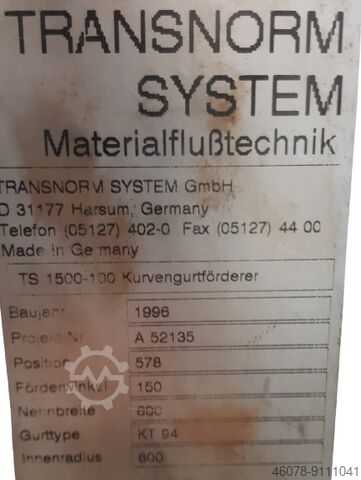 TRANSNORM
SYSTEM
Materialflußtechnik
TRANSNORM SYSTEM GmbH
D 31177 Harsum, Germany
Telefon (05127) 402-0 Fax (05127) 44 00
Made in Germany
TS 1500-100 Kurvengurtförderer
Baujahr 1996
Projekt-Nr A 52135
Position 578
Förderwinkel 150
Nennbreite 600
Gurttype KT 94
Innenradius 600
46078-9111041